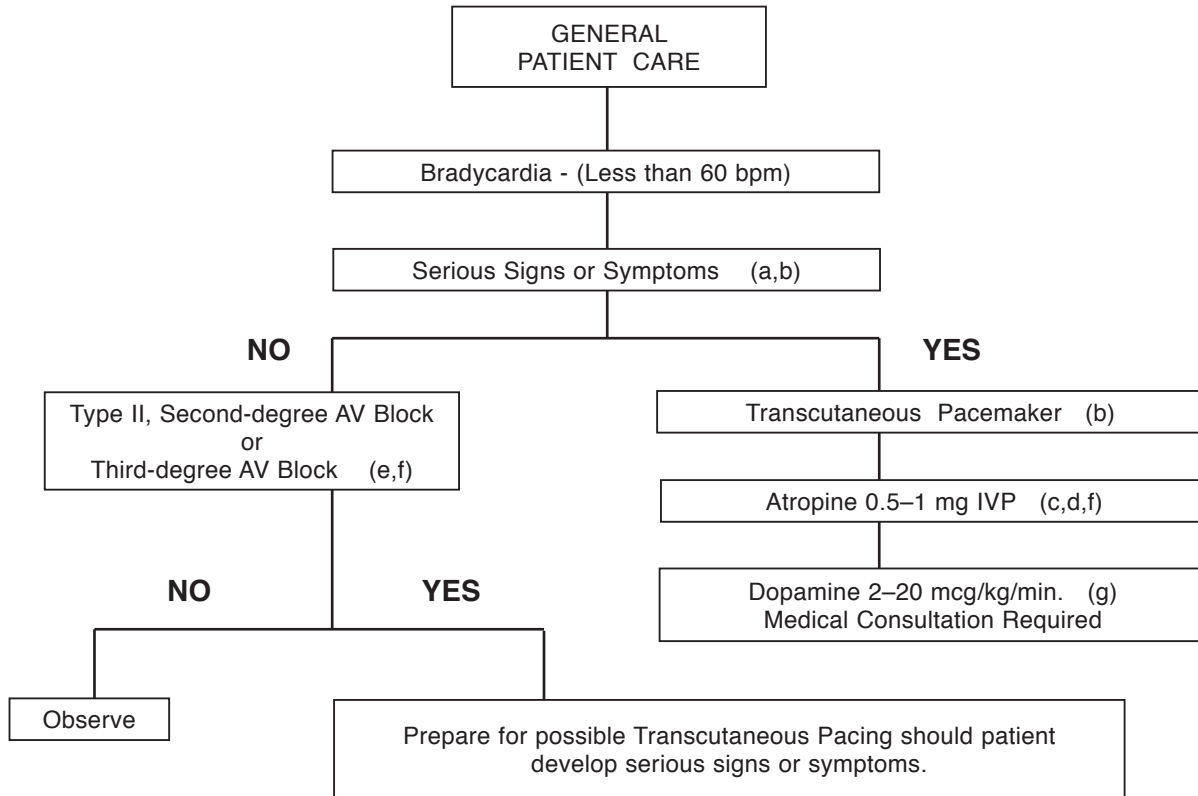 GENERAL
PATIENT CARE
Bradycardia - (Less than 60 bpm)
Serious Signs or Symptoms (a,b)
NO
YES
Type II, Second-degree AV Block
or
Third-degree AV Block (e,f)
Transcutaneous Pacemaker (b)
Atropine 0.5–1 mg IVP (c,d,f)
Dopamine 2–20 mcg/kg/min. (g)
Medical Consultation Required
NO
YES
Observe
Prepare for possible Transcutaneous Pacing should patient
develop serious signs or symptoms.